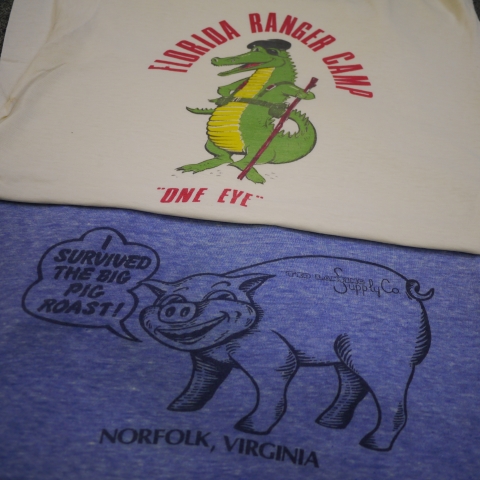 FLORIDA RANGER CAMP
"ONE EYE"
I
SURVIVED
THE BIG
PIG
ROAST!
Supply Co
NORFOLK, VIRGINIA